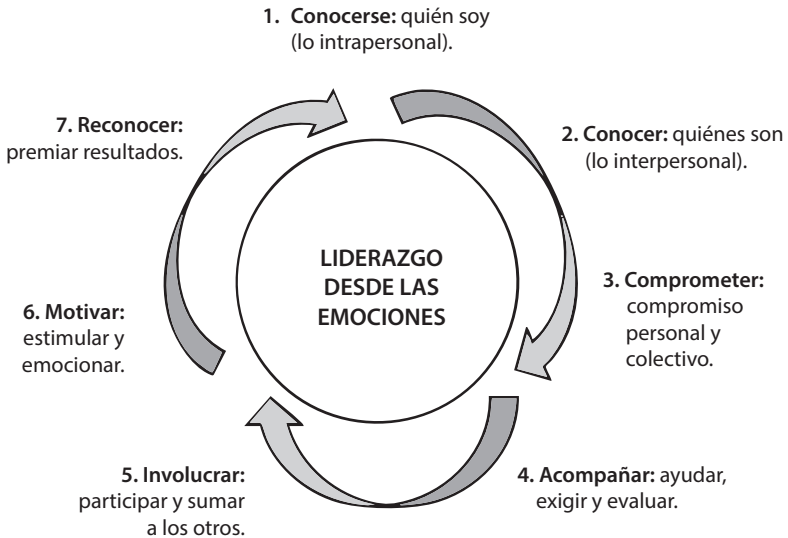 1. Conocerse: quién soy
(lo intrapersonal).
2. Conocer: quiénes son
(lo interpersonal).
3. Comprometer:
compromiso
personal y
colectivo.
4. Acompañar: ayudar,
exigir y evaluar.
5. Involucrar:
participar y sumar
a los otros.
6. Motivar:
estimular y
emocionar.
7. Reconocer:
premiar resultados.
LIDERAZGO
DESDE LAS
EMOCIONES